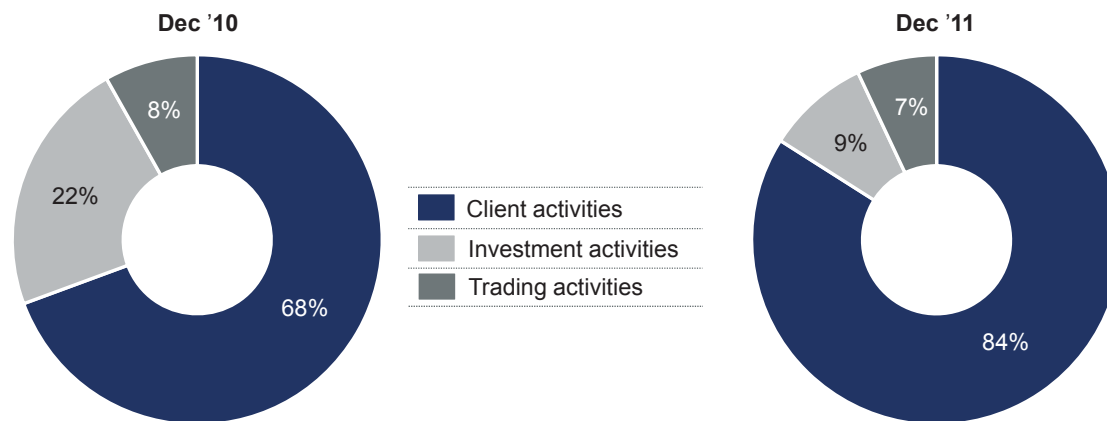 Dec ’10
Dec ’11
8%
22%
68%
Client activities
Investment activities
Trading activities
7%
9%
84%